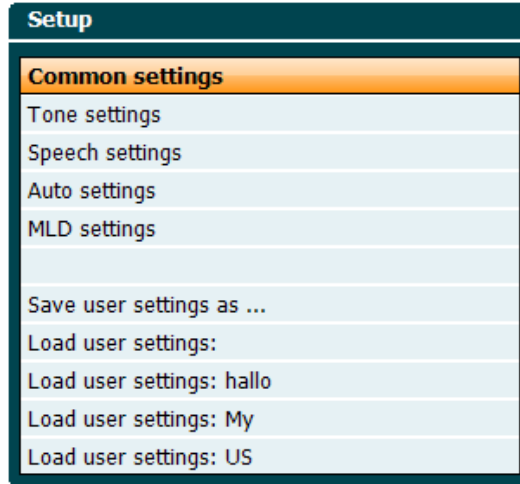 Setup
Common settings
Tone settings
Speech settings
Auto settings
MLD settings
Save user settings as ...
Load user settings:
Load user settings: hallo
Load user settings: My
Load user settings: US